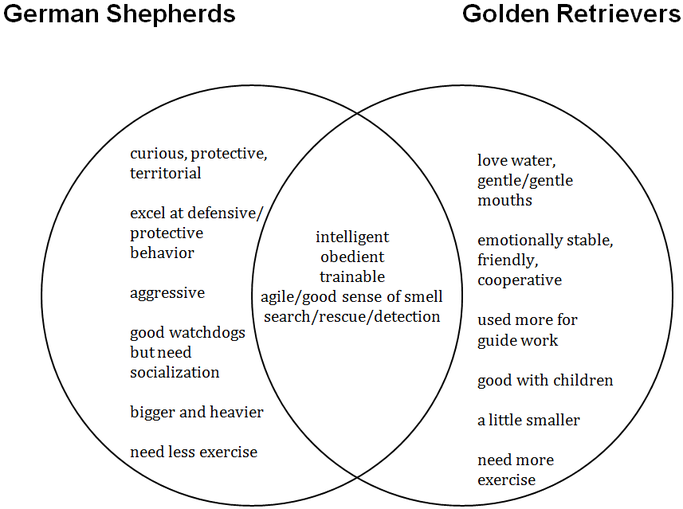 German Shepherds
Golden Retrievers
curious, protective,
territorial
excel at defensive/
protective
behavior
aggressive
good watchdogs
but need
socialization
bigger and heavier
need less exercise
intelligent
obedient
trainable
agile/good sense of smell
search/rescue/detection
love water,
gentle/gentle
mouths
emotionally stable,
friendly,
cooperative
used more for
guide work
good with children
a little smaller
need more
exercise